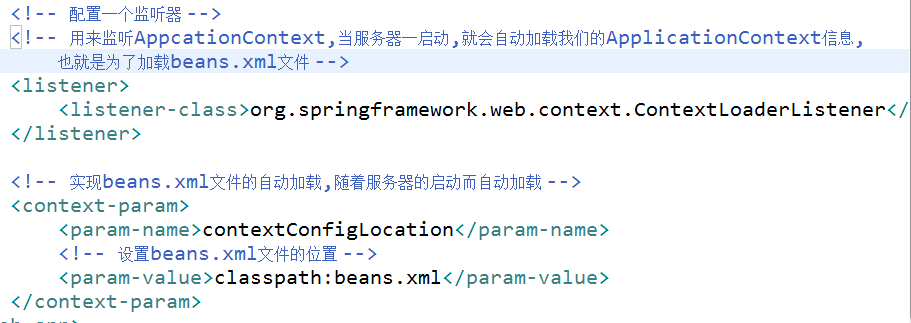 <!-- 配置一个监听器 -->
<!-- 用来监听AppcationContext,当服务器一启动,就会自动加载我们的ApplicationContext信息,
也就是为了加载beans.xml文件 -->
<listener>
<listener-class>org.springframework.web.context.ContextLoaderListener</
</listener>
<!-- 实现beans.xml文件的自动加载,随着服务器的启动而自动加载 -->
<context-param>
<param-name>contextConfigLocation</param-name>
<!-- 设置beans.xml文件的位置 -->
<param-value>classpath:beans.xml</param-value>
</context-param>